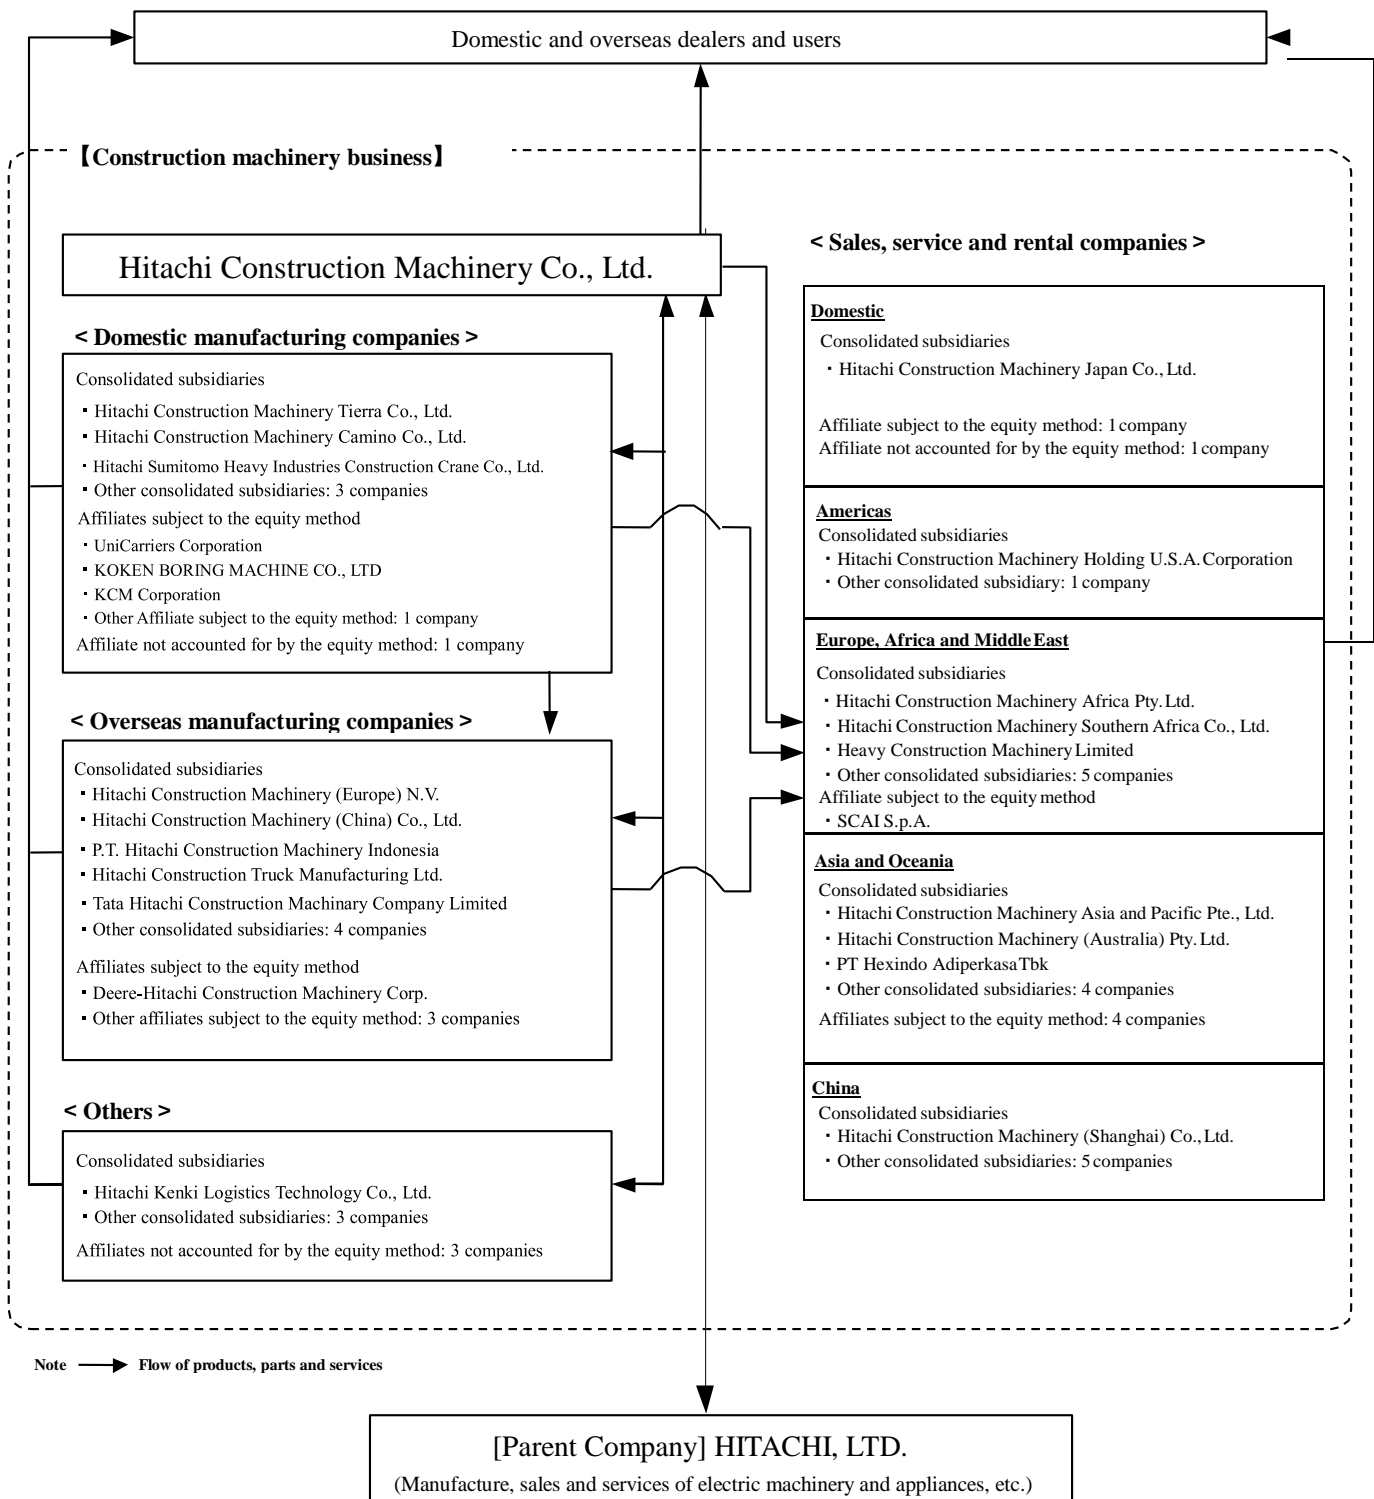 Domestic and overseas dealers and users
【Construction machinery business】
Hitachi Construction Machinery Co., Ltd.
< Domestic manufacturing companies >
Consolidated subsidiaries
・Hitachi Construction Machinery Tierra Co., Ltd.
・Hitachi Construction Machinery Camino Co., Ltd.
・Hitachi Sumitomo Heavy Industries Construction Crane Co., Ltd.
・Other consolidated subsidiaries: 3 companies
Affiliates subject to the equity method
・UniCarriers Corporation
・KOKEN BORING MACHINE CO., LTD
・KCM Corporation
・Other Affiliate subject to the equity method: 1 company
Affiliate not accounted for by the equity method: 1 company
< Overseas manufacturing companies >
Consolidated subsidiaries
・Hitachi Construction Machinery (Europe) N.V.
・Hitachi Construction Machinery (China) Co., Ltd.
・P.T. Hitachi Construction Machinery Indonesia
・Hitachi Construction Truck Manufacturing Ltd.
・Tata Hitachi Construction Machinary Company Limited
・Other consolidated subsidiaries: 4 companies
Affiliates subject to the equity method
・Deere-Hitachi Construction Machinery Corp.
・Other affiliates subject to the equity method: 3 companies
< Others >
Consolidated subsidiaries
・Hitachi Kenki Logistics Technology Co., Ltd.
・Other consolidated subsidiaries: 3 companies
Affiliates not accounted for by the equity method: 3 companies
< Sales, service and rental companies >
Domestic
Consolidated subsidiaries
・Hitachi Construction Machinery Japan Co., Ltd.
Affiliate subject to the equity method: 1 company
Affiliate not accounted for by the equity method: 1 company
Americas
Consolidated subsidiaries
・Hitachi Construction Machinery Holding U.S.A. Corporation
・Other consolidated subsidiary: 1 company
Europe, Africa and Middle East
Consolidated subsidiaries
・Hitachi Construction Machinery Africa Pty. Ltd.
・Hitachi Construction Machinery Southern Africa Co., Ltd.
・Heavy Construction Machinery Limited
・Other consolidated subsidiaries: 5 companies
Affiliate subject to the equity method
・SCAI S.p.A.
Asia and Oceania
Consolidated subsidiaries
・Hitachi Construction Machinery Asia and Pacific Pte., Ltd.
・Hitachi Construction Machinery (Australia) Pty. Ltd.
・PT Hexindo Adiperkasa Tbk
・Other consolidated subsidiaries: 4 companies
Affiliates subject to the equity method: 4 companies
China
Consolidated subsidiaries
・Hitachi Construction Machinery (Shanghai) Co., Ltd.
・Other consolidated subsidiaries: 5 companies
Note Flow of products, parts and services
[Parent Company] HITACHI, LTD.
(Manufacture, sales and services of electric machinery and appliances, etc.)